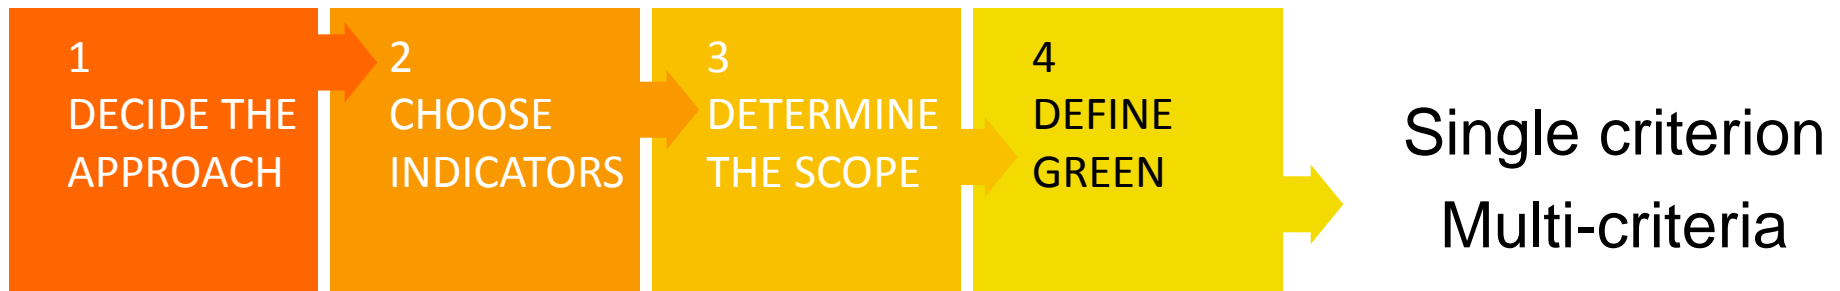 1
DECIDE THE
APPROACH
2
CHOOSE
INDICATORS
3
DETERMINE
THE SCOPE
4
DEFINE
GREEN
Single criterion
Multi-criteria